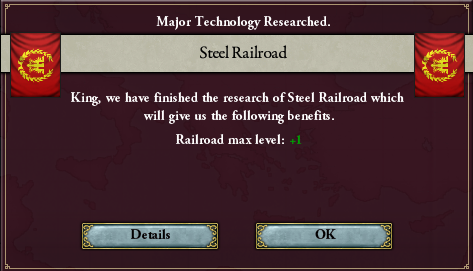 Major Technology Researched.
Steel Railroad
King, we have finished the research of Steel Railroad which
will give us the following benefits.
Railroad max level: +1
Details OK